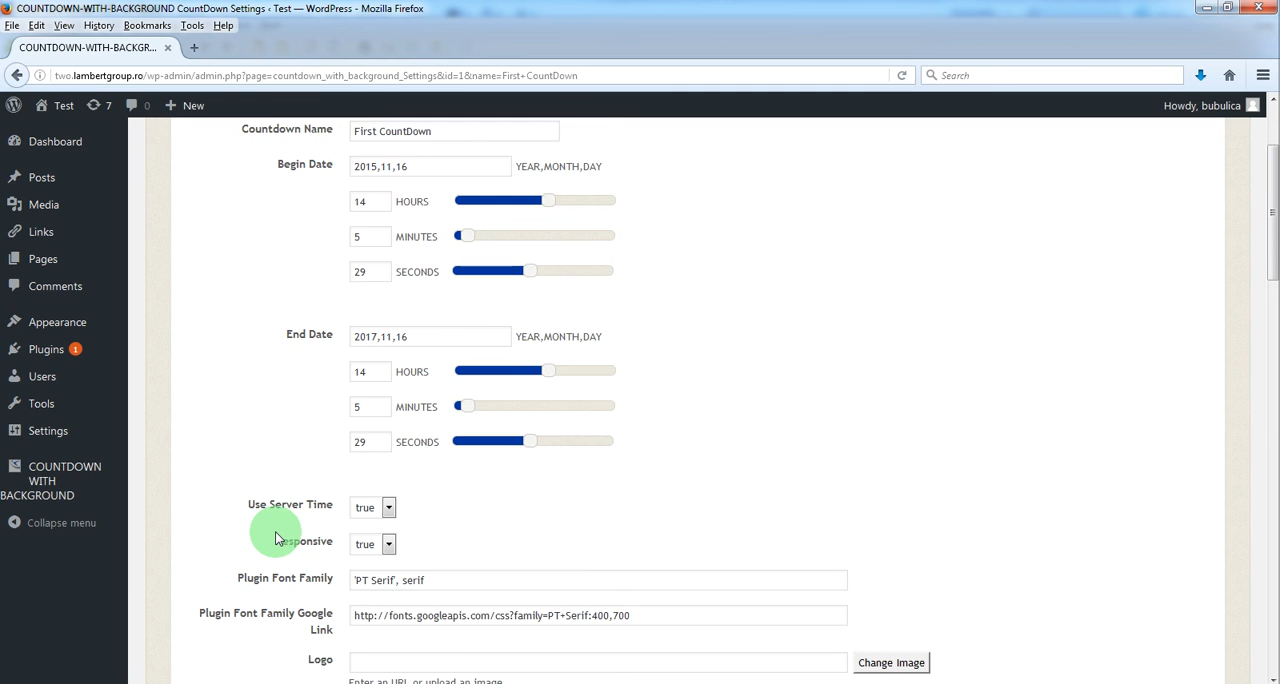 COUNTDOWN-WITH-BACKGROUND CountDown Settings ‹ Test — WordPress - Mozilla Firefox
File Edit View History Bookmarks Tools Help
COUNTDOWN-WITH-BACKGR... × +
two.lambertgroup.ro/wp-admin/admin.php?page=countdown_with_background_Settings&id=1&name=First+CountDown
Search
Test 7 0 + New
Howdy, bubulica
Dashboard
Posts
Media
Links
Pages
Comments
Appearance
Plugins 1
Users
Tools
Settings
COUNTDOWN
WITH
BACKGROUND
Collapse menu
Countdown Name First CountDown
Begin Date 2015,11,16 YEAR,MONTH,DAY
14 HOURS
5 MINUTES
29 SECONDS
End Date 2017,11,16 YEAR,MONTH,DAY
14 HOURS
5 MINUTES
29 SECONDS
Use Server Time true
Responsive true
Plugin Font Family 'PT Serif', serif
Plugin Font Family Google
Link
http://fonts.googleapis.com/css?family=PT+Serif:400,700
Logo Change Image
Enter an URL or upload an image